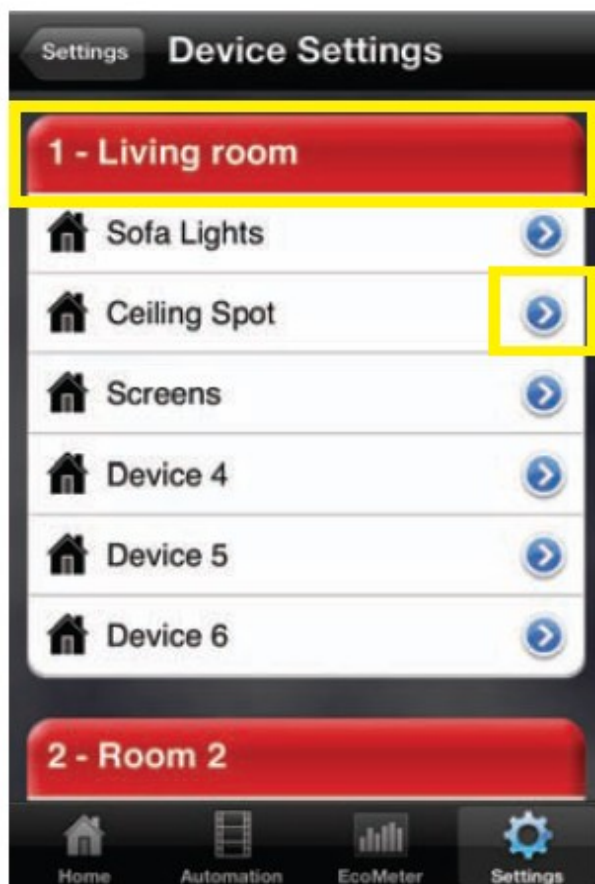 Settings
Device Settings
1 - Living room
Sofa Lights
Ceiling Spot
Screens
Device 4
Device 5
Device 6
2 - Room 2
Home
Automation
EcoMeter
Settings